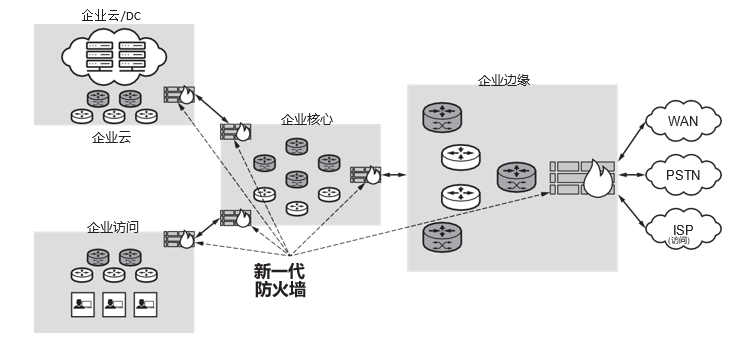 企业云/DC
企业云
企业核心
企业边缘
WAN
PSTN
ISP
(访问)
企业访问
新一代
防火墙